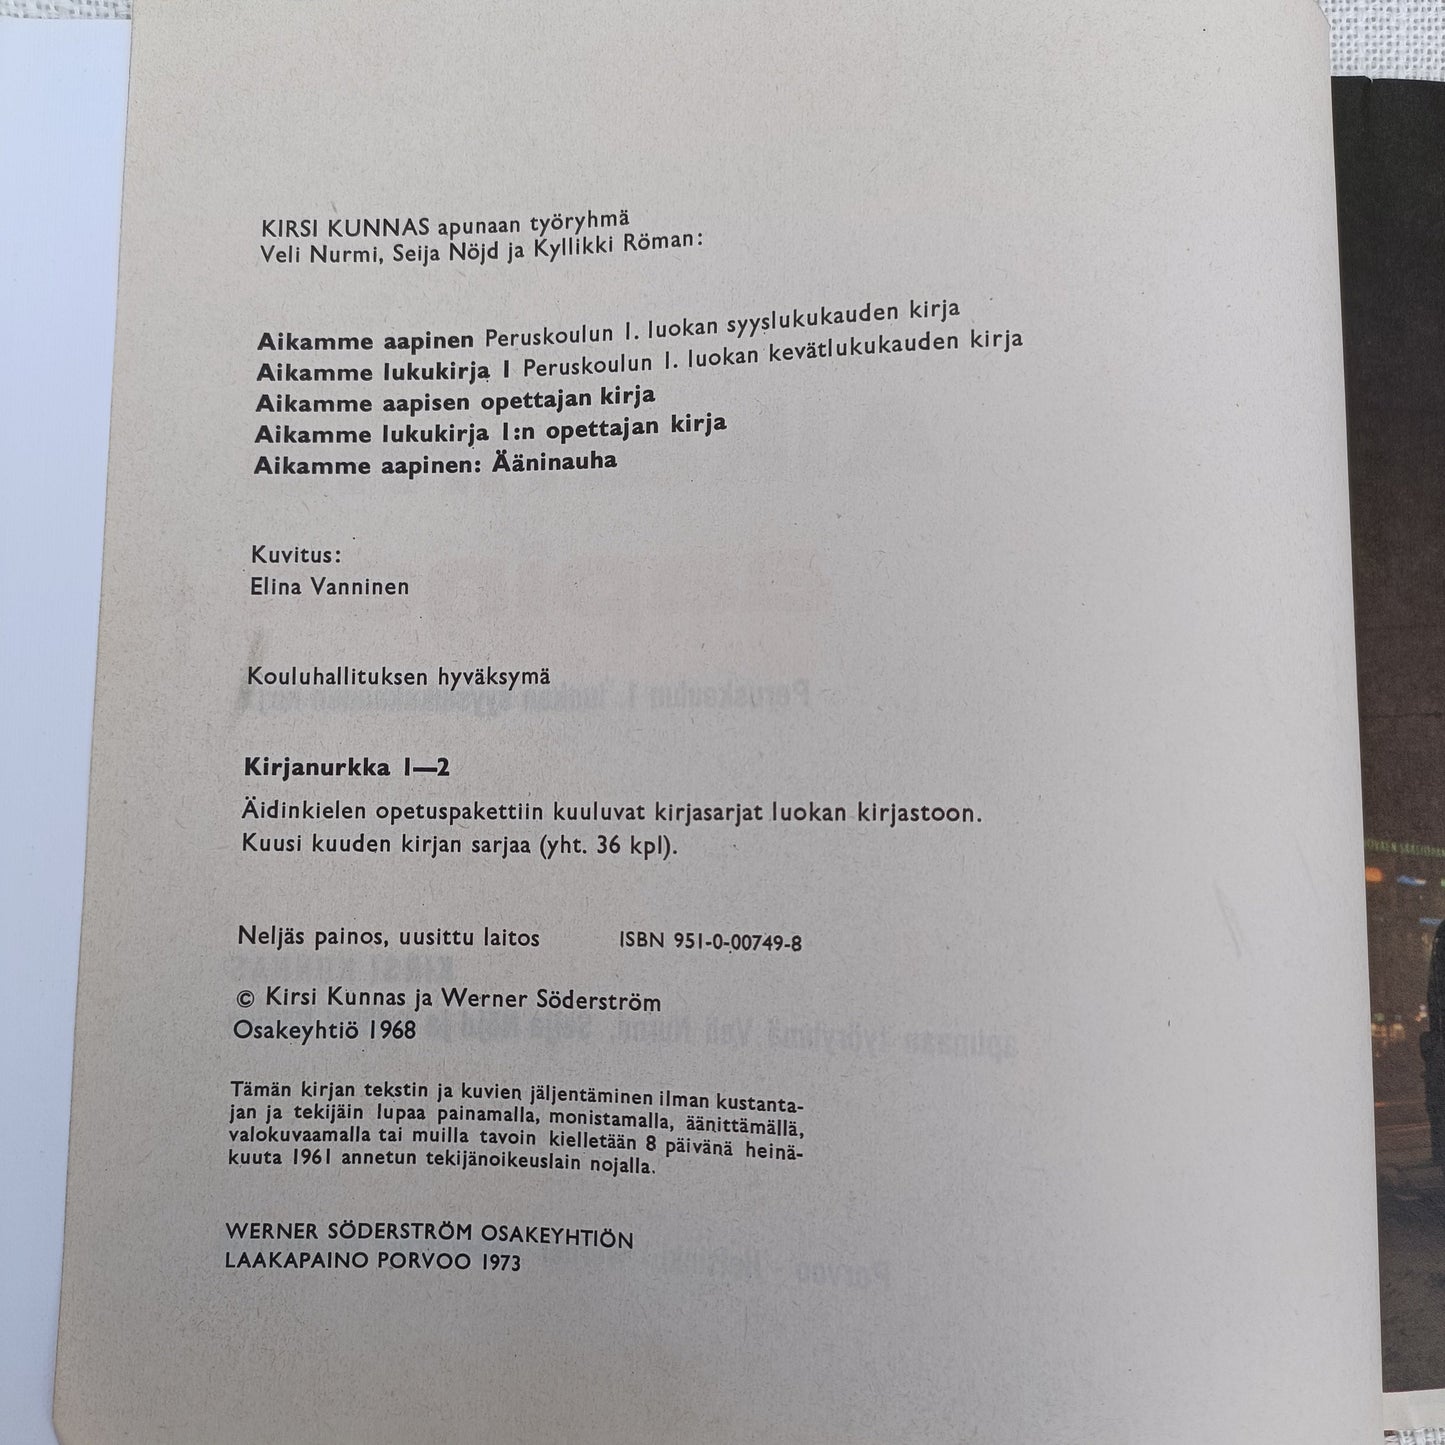 KIRSI KUNNAS apunaan työryhmä
Veli Nurmi, Seija Nöjd ja Kyllikki Röman:
Aikamme aapinen Peruskoulun 1. luokan syyslukukauden kirja
Aikamme lukukirja 1 Peruskoulun 1. luokan kevätlukukauden kirja
Aikamme aapisen opettajan kirja
Aikamme lukukirja 1:n opettajan kirja
Aikamme aapinen: Ääninauha
Kuvitus:
Elina Vanninen
Kouluhallituksen hyväksymä
Kirjanurkka 1—2
Äidinkielen opetuspakettiin kuuluvat kirjasarjat luokan kirjastoon.
Kuusi kuuden kirjan sarjaa (yht. 36 kpl).
Neljäs painos, uusittu laitos ISBN 951-0-00749-8
© Kirsi Kunnas ja Werner Söderström
Osakeyhtiö 1968
Tämän kirjan tekstin ja kuvien jäljentäminen ilman kustanta-
jan ja tekijäin lupaa painamalla, monistamalla, äänittämällä,
valokuvaamalla tai muilla tavoin kielletään 8 päivänä heinä-
kuuta 1961 annetun tekijänoikeuslain nojalla.
WERNER SÖDERSTRÖM OSAKEYHTIÖN
LAAKAPAINO PORVOO 1973